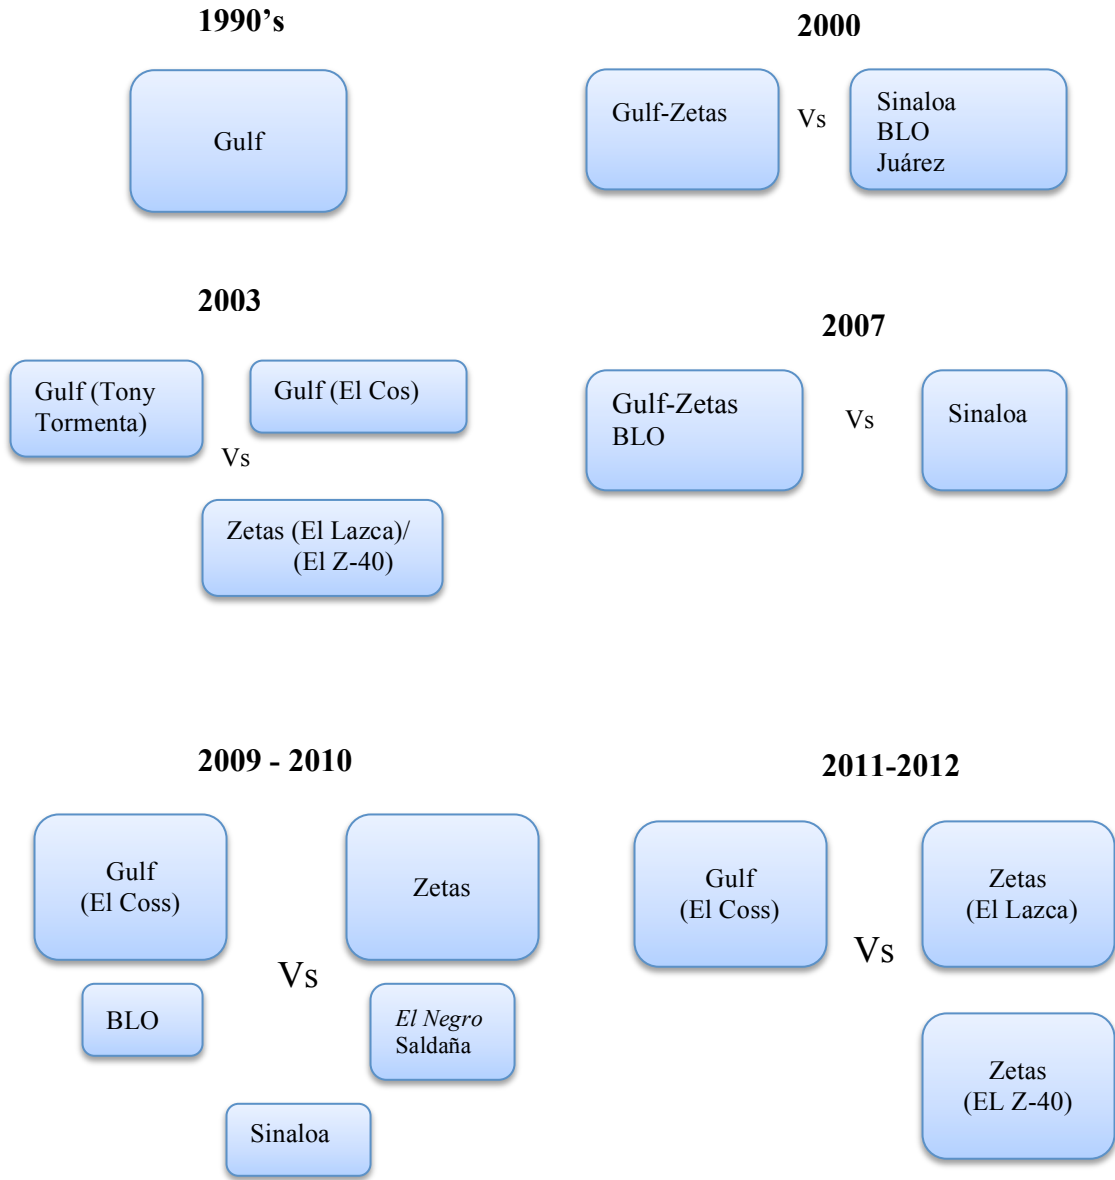 1990's
Gulf
2000
Gulf-Zetas
Vs
Sinaloa
BLO
Juárez
2003
Gulf (Tony
Tormenta)
Gulf (El Cos)
Vs
Zetas (El Lazca)/
(El Z-40)
2007
Gulf-Zetas
BLO
Vs
Sinaloa
2009 - 2010
Gulf
(El Coss)
Zetas
Vs
BLO
El Negro
Saldaña
Sinaloa
2011-2012
Gulf
(El Coss)
Vs
Zetas
(El Lazca)
Zetas
(EL Z-40)